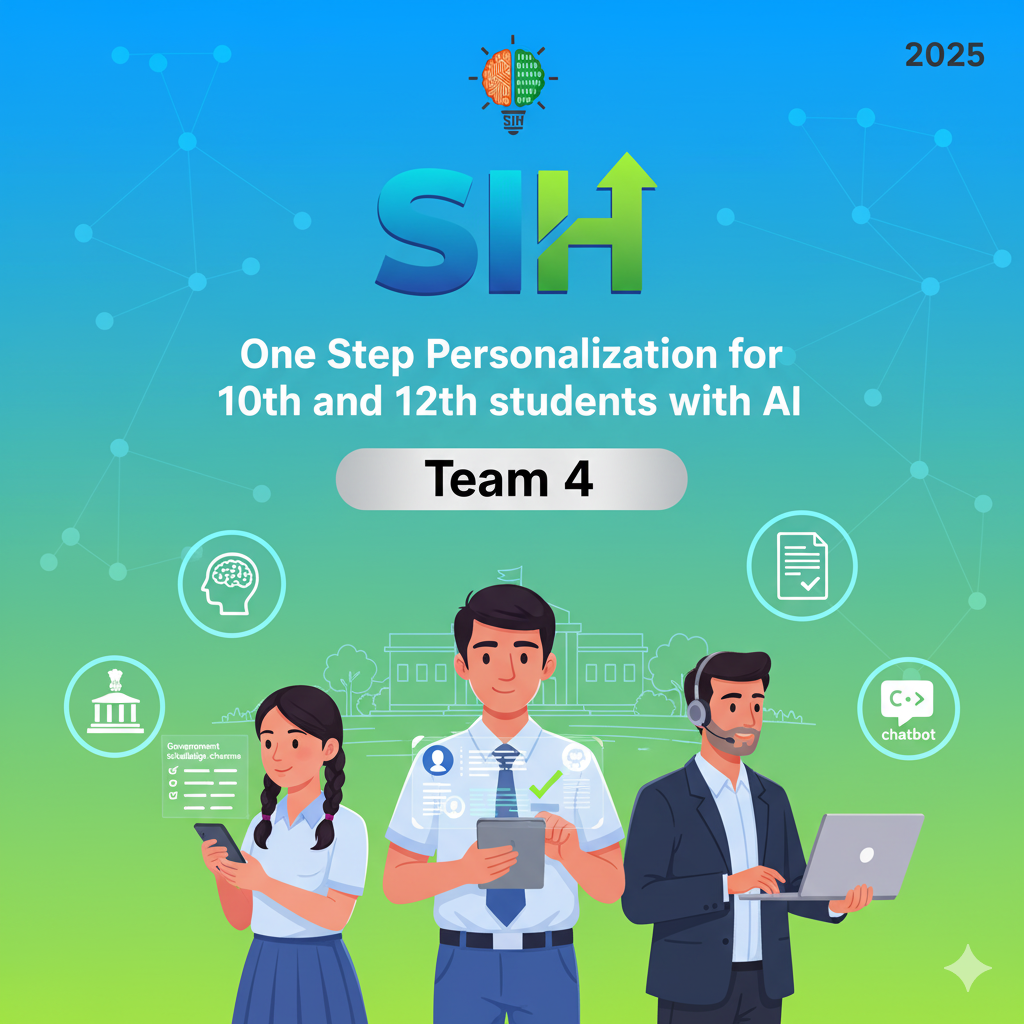 2025
SIH
SIH
One Step Personalization for
10th and 12th students with AI
Team 4
Government
chatbot